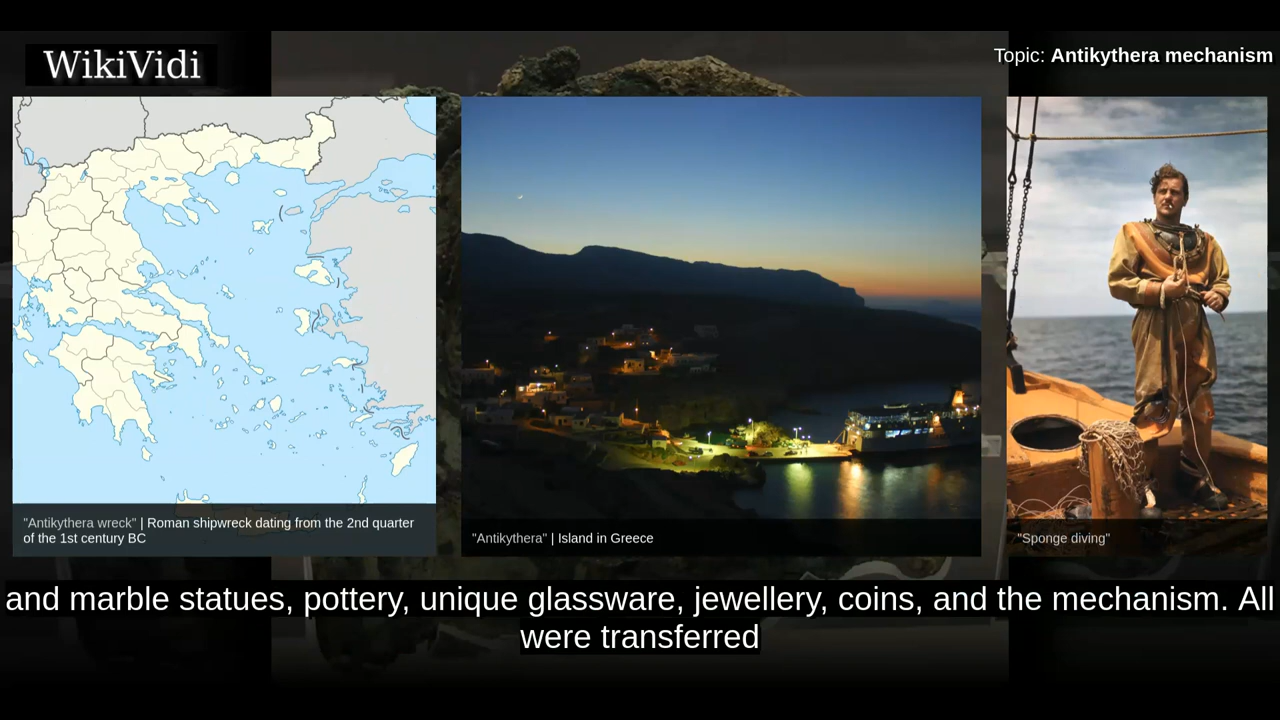 WikiVidi
Topic: Antikythera mechanism
"Antikythera wreck" | Roman shipwreck dating from the 2nd quarter
of the 1st century BC
"Antikythera" | Island in Greece
"Sponge diving"
and marble statues, pottery, unique glassware, jewellery, coins, and the mechanism. All
were transferred